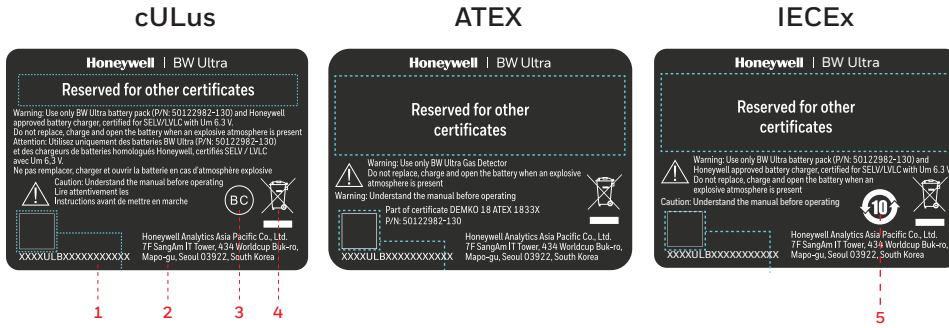 cULus
Honeywell | BW Ultra
Reserved for other certificates
Warning: Use only BW Ultra battery pack (P/N: 50122982-130) and Honeywell
approved battery charger, certified for SELV/LVLC with Um 6.3 V.
Do not replace, charge and open the battery when an explosive atmosphere is present
Attention: Utilisez uniquement des batteries BW Ultra (P/N: 50122982-130)
et des chargeurs de batteries homologués Honeywell, certifiés SELV / LVLC
avec Um 6,3 V.
Ne pas remplacer, charger et ouvrir la batterie en cas d'atmosphère explosive
Caution: Understand the manual before operating
Lire attentivement les
Instructions avant de mettre en marche
BC
Honeywell Analytics Asia Pacific Co., Ltd.
7F SangAm IT Tower, 434 Worldcup Buk-ro,
Mapo-gu, Seoul 03922, South Korea
XXXXULBXXXXXXXXXXX
1
2
3
4
ATEX
Honeywell | BW Ultra
Reserved for other
certificates
Warning: Use only BW Ultra Gas Detector
Do not replace, charge and open the battery when an explosive
atmosphere is present
Warning: Understand the manual before operating
Part of certificate DEMKO 18 ATEX 1833X
P/N: 50122982-130
Honeywell Analytics Asia Pacific Co., Ltd.
7F SangAm IT Tower, 434 Worldcup Buk-ro,
Mapo-gu, Seoul 03922, South Korea
XXXXULBXXXXXXXXXXX
IECEx
Honeywell | BW Ultra
Reserved for other
certificates
Warning: Use only BW Ultra battery pack (P/N: 50122982-130) and
Honeywell approved battery charger, certified for SELV/LVLC with Um 6.3 V
Do not replace, charge and open the battery when an
explosive atmosphere is present
Caution: Understand the manual before operating
10
Honeywell Analytics Asia Pacific Co., Ltd.
7F SangAm IT Tower, 434 Worldcup Buk-ro,
Mapo-gu, Seoul 03922, South Korea
XXXXULBXXXXXXXXXXX
5